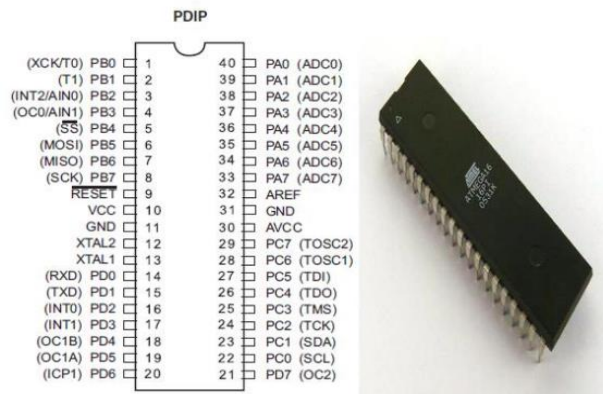 PDIP
(XCK/T0) PB0 1 40 PA0 (ADC0)
(T1) PB1 2 39 PA1 (ADC1)
(INT2/AIN0) PB2 3 38 PA2 (ADC2)
(OC0/AIN1) PB3 4 37 PA3 (ADC3)
(SS) PB4 5 36 PA4 (ADC4)
(MOSI) PB5 6 35 PA5 (ADC5)
(MISO) PB6 7 34 PA6 (ADC6)
(SCK) PB7 8 33 PA7 (ADC7)
RESET 9 32 AREF
VCC 10 31 GND
GND 11 30 AVCC
XTAL2 12 29 PC7 (TOSC2)
XTAL1 13 28 PC6 (TOSC1)
(RXD) PD0 14 27 PC5 (TDI)
(TXD) PD1 15 26 PC4 (TDO)
(INT0) PD2 16 25 PC3 (TMS)
(INT1) PD3 17 24 PC2 (TCK)
(OC1B) PD4 18 23 PC1 (SDA)
(OC1A) PD5 19 22 PC0 (SCL)
(ICP1) PD6 20 21 PD7 (OC2)
ATMEGA16
16PI